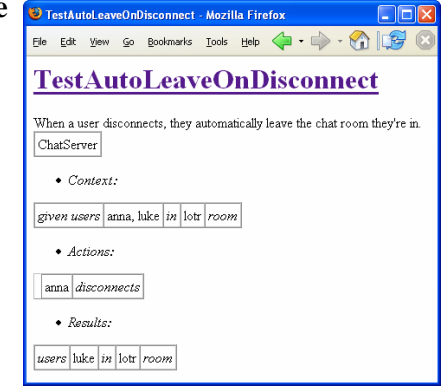 e
TestAutoLeaveOnDisconnect - Mozilla Firefox
File Edit View Go Bookmarks Tools Help
TestAutoLeaveOnDisconnect
When a user disconnects, they automatically leave the chat room they're in.
ChatServer
• Context:
given users anna, luke in lotr room
• Actions:
anna disconnects
• Results:
users luke in lotr room